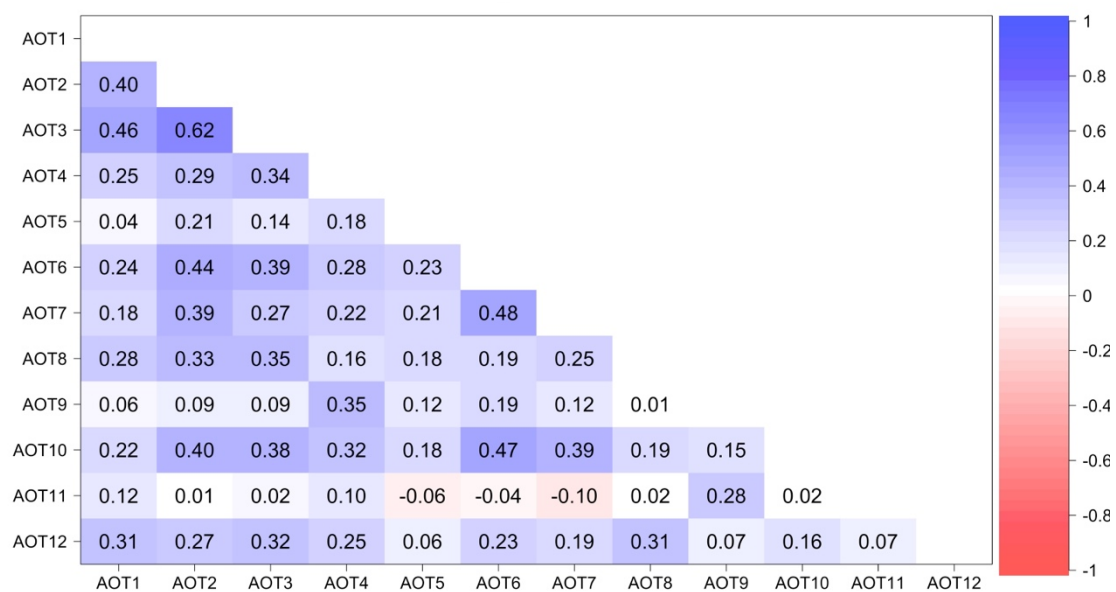 AOT1
AOT2 0.40
AOT3 0.46 0.62
AOT4 0.25 0.29 0.34
AOT5 0.04 0.21 0.14 0.18
AOT6 0.24 0.44 0.39 0.28 0.23
AOT7 0.18 0.39 0.27 0.22 0.21 0.48
AOT8 0.28 0.33 0.35 0.16 0.18 0.19 0.25
AOT9 0.06 0.09 0.09 0.35 0.12 0.19 0.12 0.01
AOT10 0.22 0.40 0.38 0.32 0.18 0.47 0.39 0.19 0.15
AOT11 0.12 0.01 0.02 0.10 -0.06 -0.04 -0.10 0.02 0.28 0.02
AOT12 0.31 0.27 0.32 0.25 0.06 0.23 0.19 0.31 0.07 0.16 0.07
AOT1 AOT2 AOT3 AOT4 AOT5 AOT6 AOT7 AOT8 AOT9 AOT10 AOT11 AOT12
1
0.8
0.6
0.4
0.2
0
-0.2
-0.4
-0.6
-0.8
-1